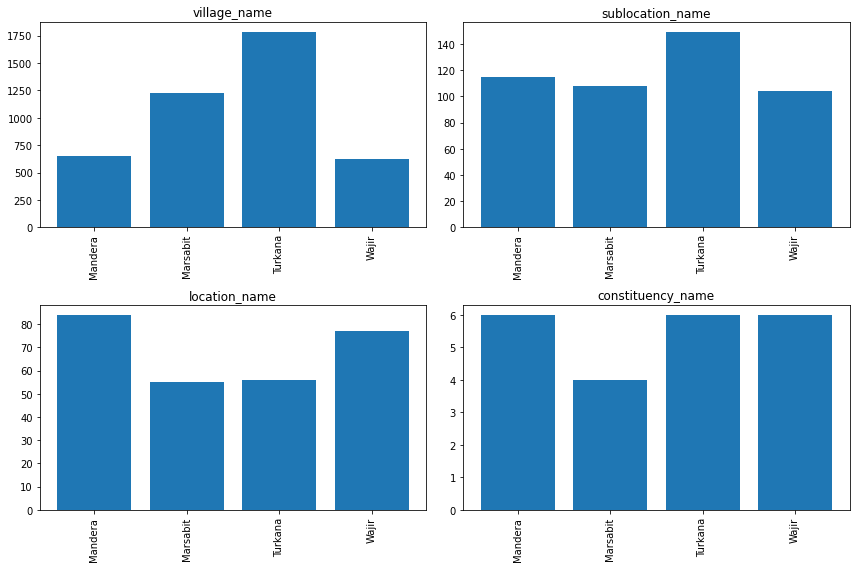 village_name
1750
1500
1250
1000
750
500
250
0
Mandera
Marsabit
Turkana
Wajir
sublocation_name
140
120
100
80
60
40
20
0
Mandera
Marsabit
Turkana
Wajir
location_name
80
70
60
50
40
30
20
10
0
Mandera
Marsabit
Turkana
Wajir
constituency_name
6
5
4
3
2
1
0
Mandera
Marsabit
Turkana
Wajir